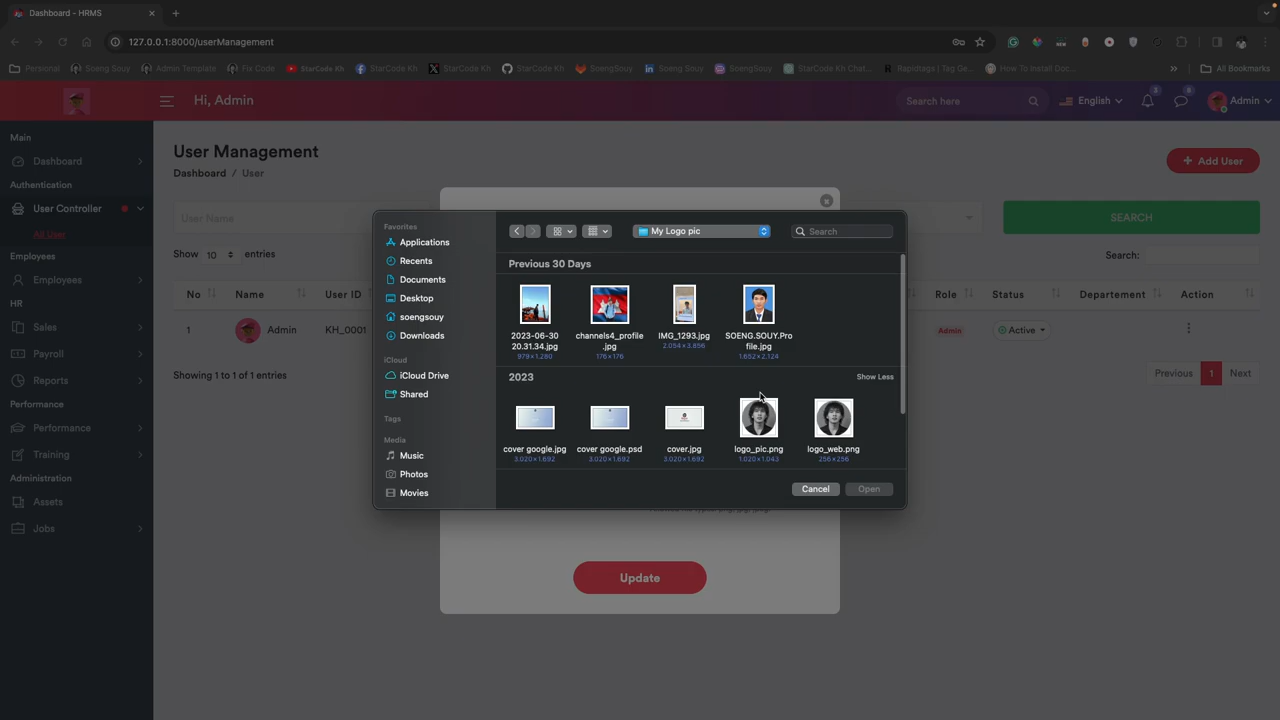 Dashboard - HRMS
127.0.0.1:8000/userManagement
Personal
Soeng Souy
Admin Template
Fix Code
StarCode Kh
StarCode Kh
StarCode Kh
StarCode Kh
SoengSouy
Soeng Souy
SoengSouy
StarCode Kh Chat...
Rapidtags | Tag Ge...
How To Install Doc...
All Bookmarks
Hi, Admin
Search here
English
3
8
Admin
Main
Dashboard
Authentication
User Controller
All User
Employees
Employees
HR
Sales
Payroll
Reports
Performance
Performance
Training
Administration
Assets
Jobs
User Management
Dashboard / User
Add User
User Name
SEARCH
Show 10 entries
Search:
No Name User ID Role Status Departement Action
1 Admin KH_0001 Admin Active
Showing 1 to 1 of 1 entries
Previous 1 Next
Favorites
Applications
Recents
Documents
Desktop
soengsouy
Downloads
iCloud
iCloud Drive
Shared
Tags
Media
Music
Photos
Movies
My Logo pic
Search
Previous 30 Days
2023-06-30
20.31.34.jpg
979×1.280
channels4_profile
.jpg
176×176
IMG_1293.jpg
2.094×3.856
SOENG.SOUY.Pro
file.jpg
1.652×2.124
2023
Show Less
cover google.jpg
3.020×1.692
cover google.psd
3.020×1.692
cover.jpg
3.020×1.692
logo_pic.png
1.020×1.043
logo_web.png
256×256
Cancel
Open
Update